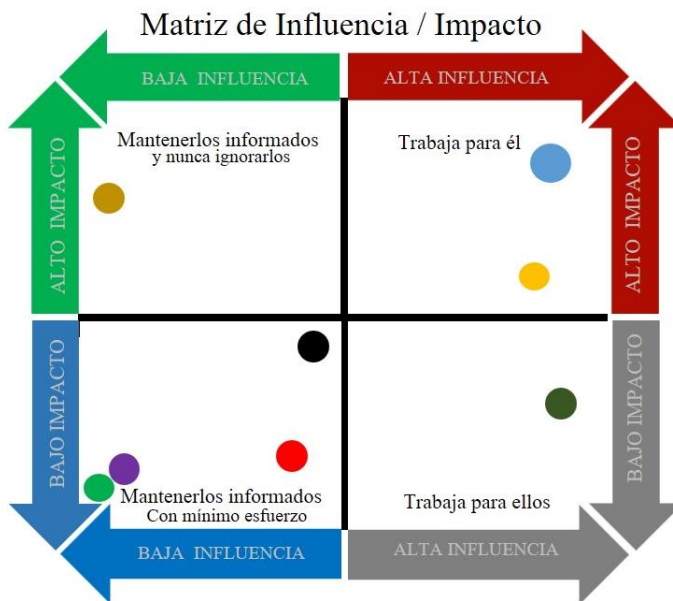 Matriz de Influencia / Impacto
BAJA INFLUENCIA
ALTA INFLUENCIA
ALTO IMPACTO
Mantenerlos informados
y nunca ignorarlos
Trabaja para él
ALTO IMPACTO
BAJO IMPACTO
Mantenerlos informados
Con mínimo esfuerzo
Trabaja para ellos
BAJO IMPACTO
BAJA INFLUENCIA
ALTA INFLUENCIA